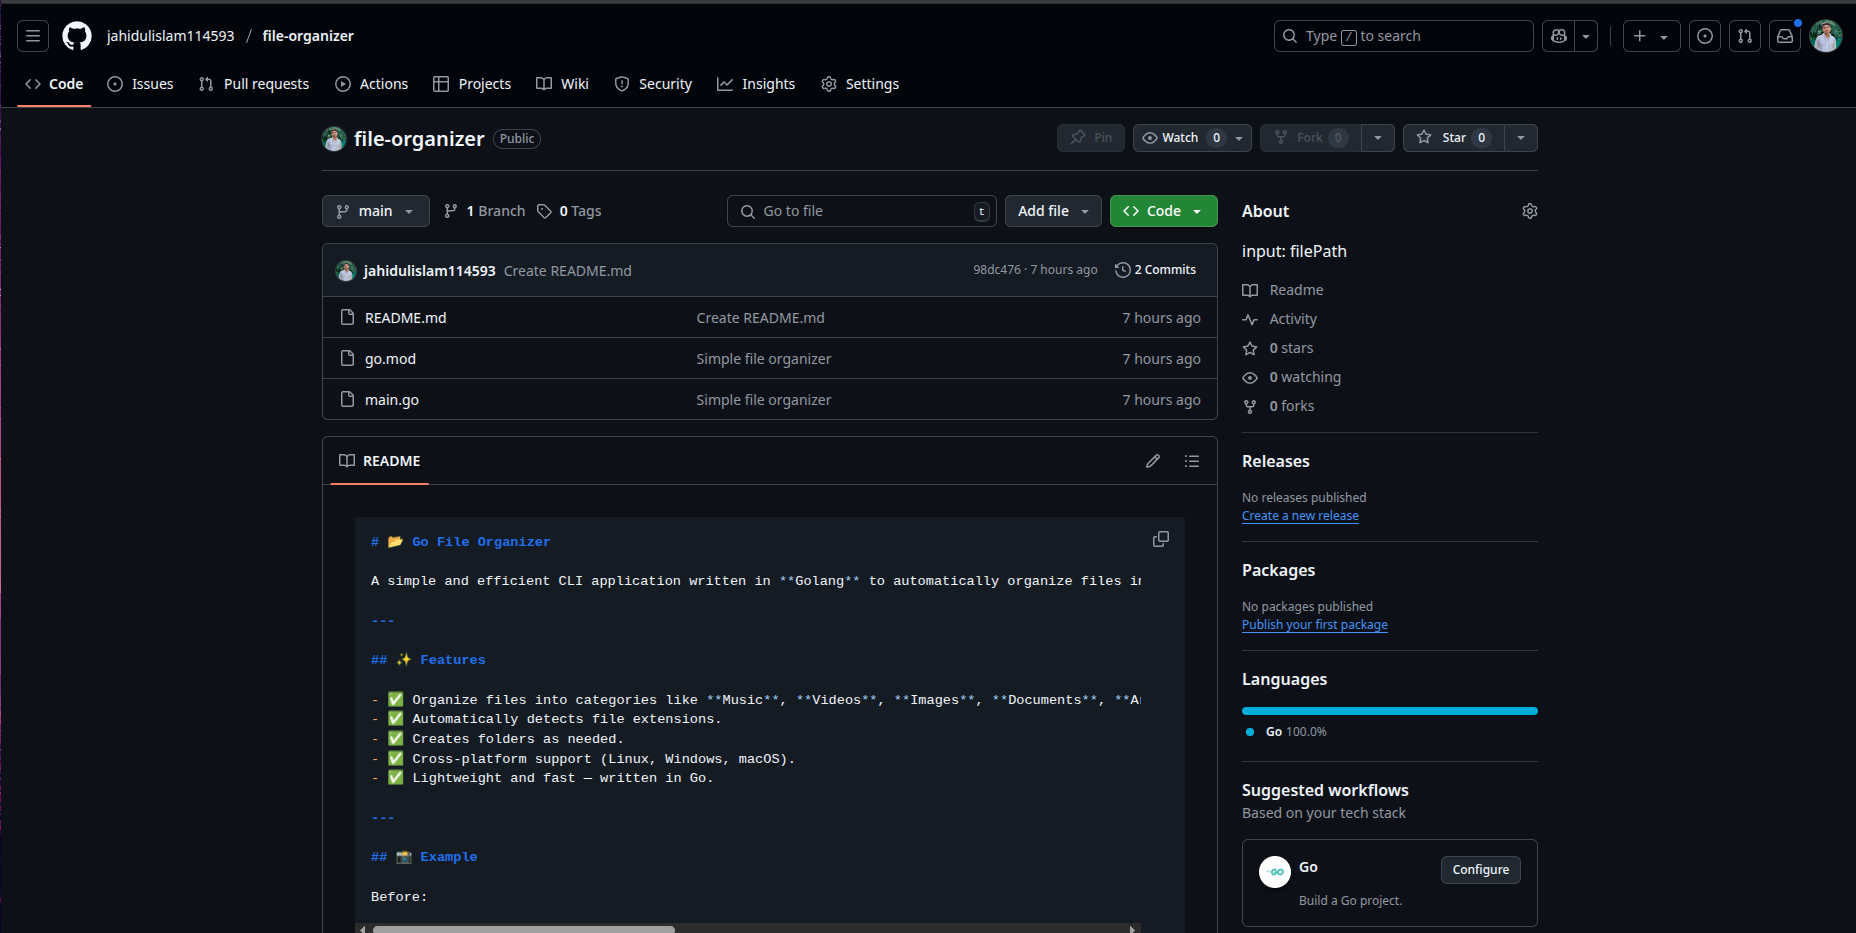 jahidulislam114593 / file-organizer
Type / to search
Code
Issues
Pull requests
Actions
Projects
Wiki
Security
Insights
Settings
file-organizer Public
Pin
Watch 0
Fork 0
Star 0
main
1 Branch
0 Tags
Go to file t
Add file
Code
jahidulislam114593 Create README.md 98dc476 · 7 hours ago 2 Commits
README.md Create README.md 7 hours ago
go.mod Simple file organizer 7 hours ago
main.go Simple file organizer 7 hours ago
README
# 📂 Go File Organizer
A simple and efficient CLI application written in **Golang** to automatically organize files in
---
## ✨ Features
- ✅ Organize files into categories like **Music**, **Videos**, **Images**, **Documents**, **A
- ✅ Automatically detects file extensions.
- ✅ Creates folders as needed.
- ✅ Cross-platform support (Linux, Windows, macOS).
- ✅ Lightweight and fast — written in Go.
---
## 📸 Example
Before:
About
input: filePath
Readme
Activity
0 stars
0 watching
0 forks
Releases
No releases published
Create a new release
Packages
No packages published
Publish your first package
Languages
Go 100.0%
Suggested workflows
Based on your tech stack
GO
Go
Configure
Build a Go project.